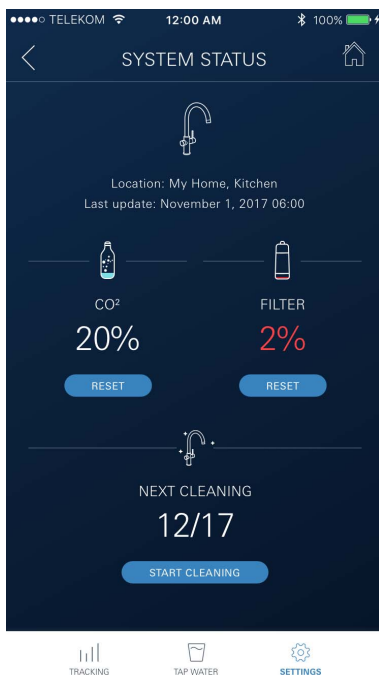 TELEKOM 12:00 AM 100%
SYSTEM STATUS
Location: My Home, Kitchen
Last update: November 1, 2017 06:00
CO² FILTER
20% 2%
RESET RESET
NEXT CLEANING
12/17
START CLEANING
TRACKING TAP WATER SETTINGS